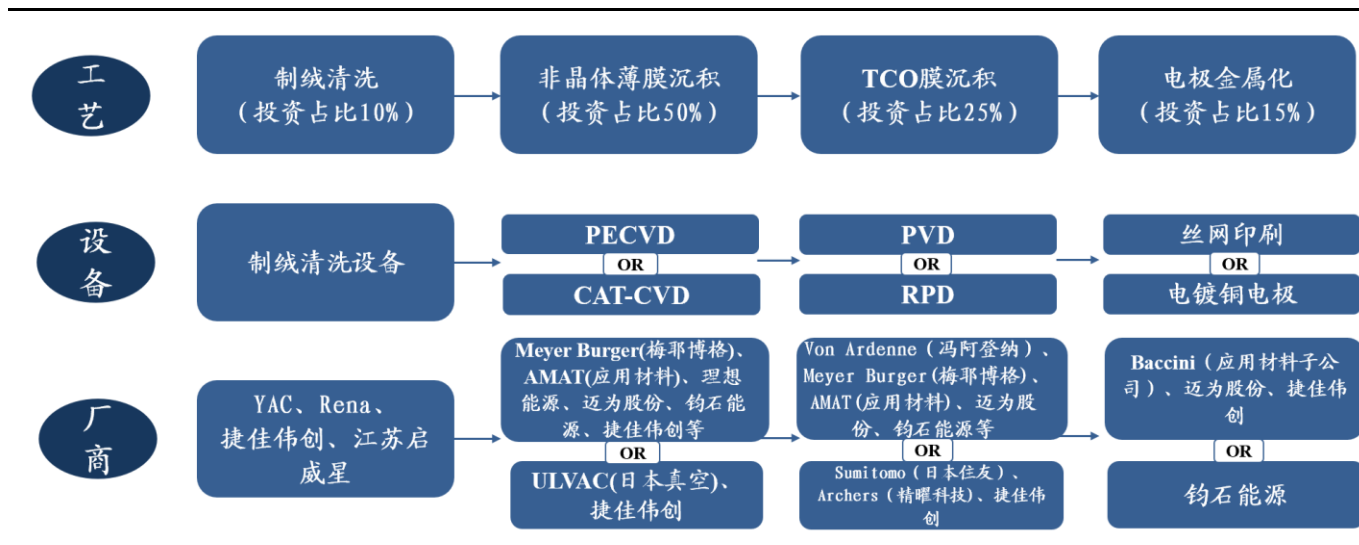 工
艺
制绒清洗
(投资占比10%)
非晶体薄膜沉积
(投资占比50%)
TCO膜沉积
(投资占比25%)
电极金属化
(投资占比15%)
设
备
制绒清洗设备
PECVD
OR
CAT-CVD
PVD
OR
RPD
丝网印刷
OR
电镀铜电极
厂
商
YAC、Rena、
捷佳伟创、江苏启
威星
Meyer Burger(梅耶博格)、
AMAT(应用材料)、理想
能源、迈为股份、钧石能
源、捷佳伟创等
OR
ULVAC(日本真空)、
捷佳伟创
Von Ardenne（冯阿登纳）、
Meyer Burger(梅耶博格)、
AMAT(应用材料)、迈为股
份、钧石能源等
OR
Sumitomo（日本住友）、
Archers（精曜科技)、捷佳伟
创
Baccini（应用材料子公
司）、迈为股份、捷佳伟
创
OR
钧石能源